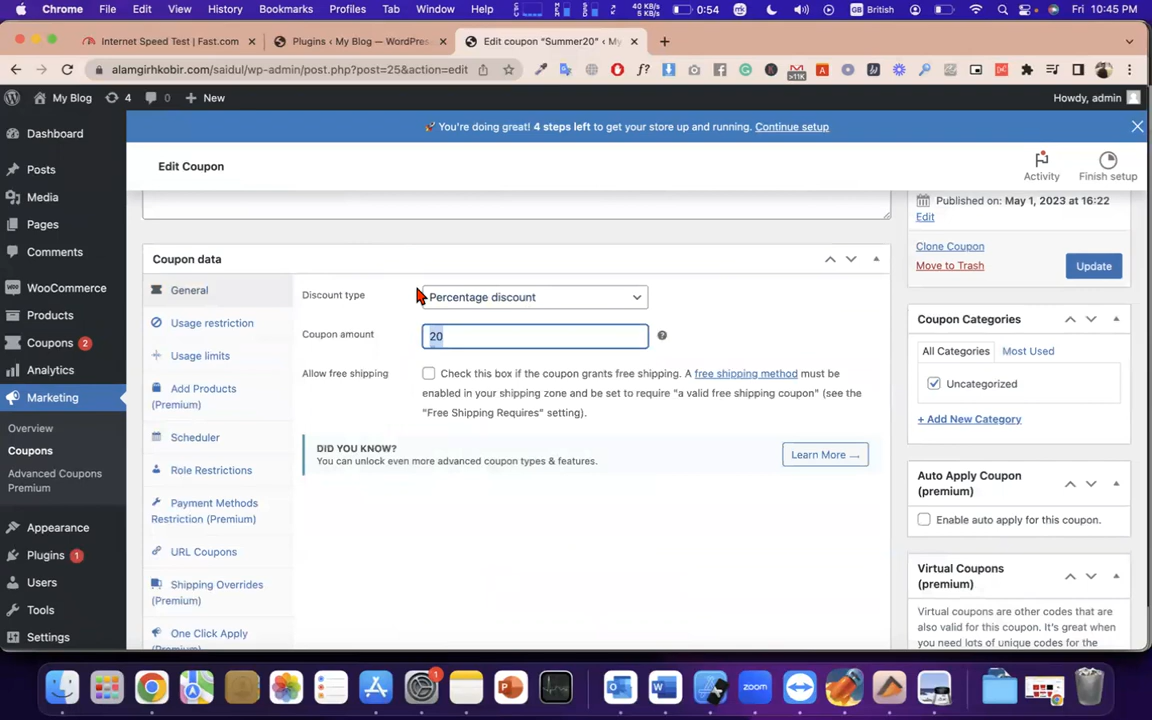 Chrome File Edit View History Bookmarks Profiles Tab Window Help 40 KB/s 5 KB/s 0:54 British Fri 10:45 PM
Internet Speed Test | Fast.com Plugins ‹ My Blog — WordPres Edit coupon "Summer20" ‹ My
alamgirhkobir.com/saidul/wp-admin/post.php?post=25&action=edit
>11K
My Blog 4 0 New Howdy, admin
You're doing great! 4 steps left to get your store up and running. Continue setup
Edit Coupon
Activity
Finish setup
Dashboard
Posts
Media
Pages
Comments
WooCommerce
Products
Coupons 2
Analytics
Marketing
Overview
Coupons
Advanced Coupons
Premium
Appearance
Plugins 1
Users
Tools
Settings
Coupon data
General
Usage restriction
Usage limits
Add Products
(Premium)
Scheduler
Role Restrictions
Payment Methods
Restriction (Premium)
URL Coupons
Shipping Overrides
(Premium)
One Click Apply
Discount type Percentage discount
Coupon amount 20
Allow free shipping Check this box if the coupon grants free shipping. A free shipping method must be
enabled in your shipping zone and be set to require "a valid free shipping coupon" (see the
"Free Shipping Requires" setting).
DID YOU KNOW?
You can unlock even more advanced coupon types & features.
Learn More →
Published on: May 1, 2023 at 16:22
Edit
Clone Coupon
Move to Trash
Update
Coupon Categories
All Categories Most Used
Uncategorized
+ Add New Category
Auto Apply Coupon
(premium)
Enable auto apply for this coupon.
Virtual Coupons
(premium)
Virtual coupons are other codes that are
also valid for this coupon. It's great when
you need lots of unique codes for the
1
zoom